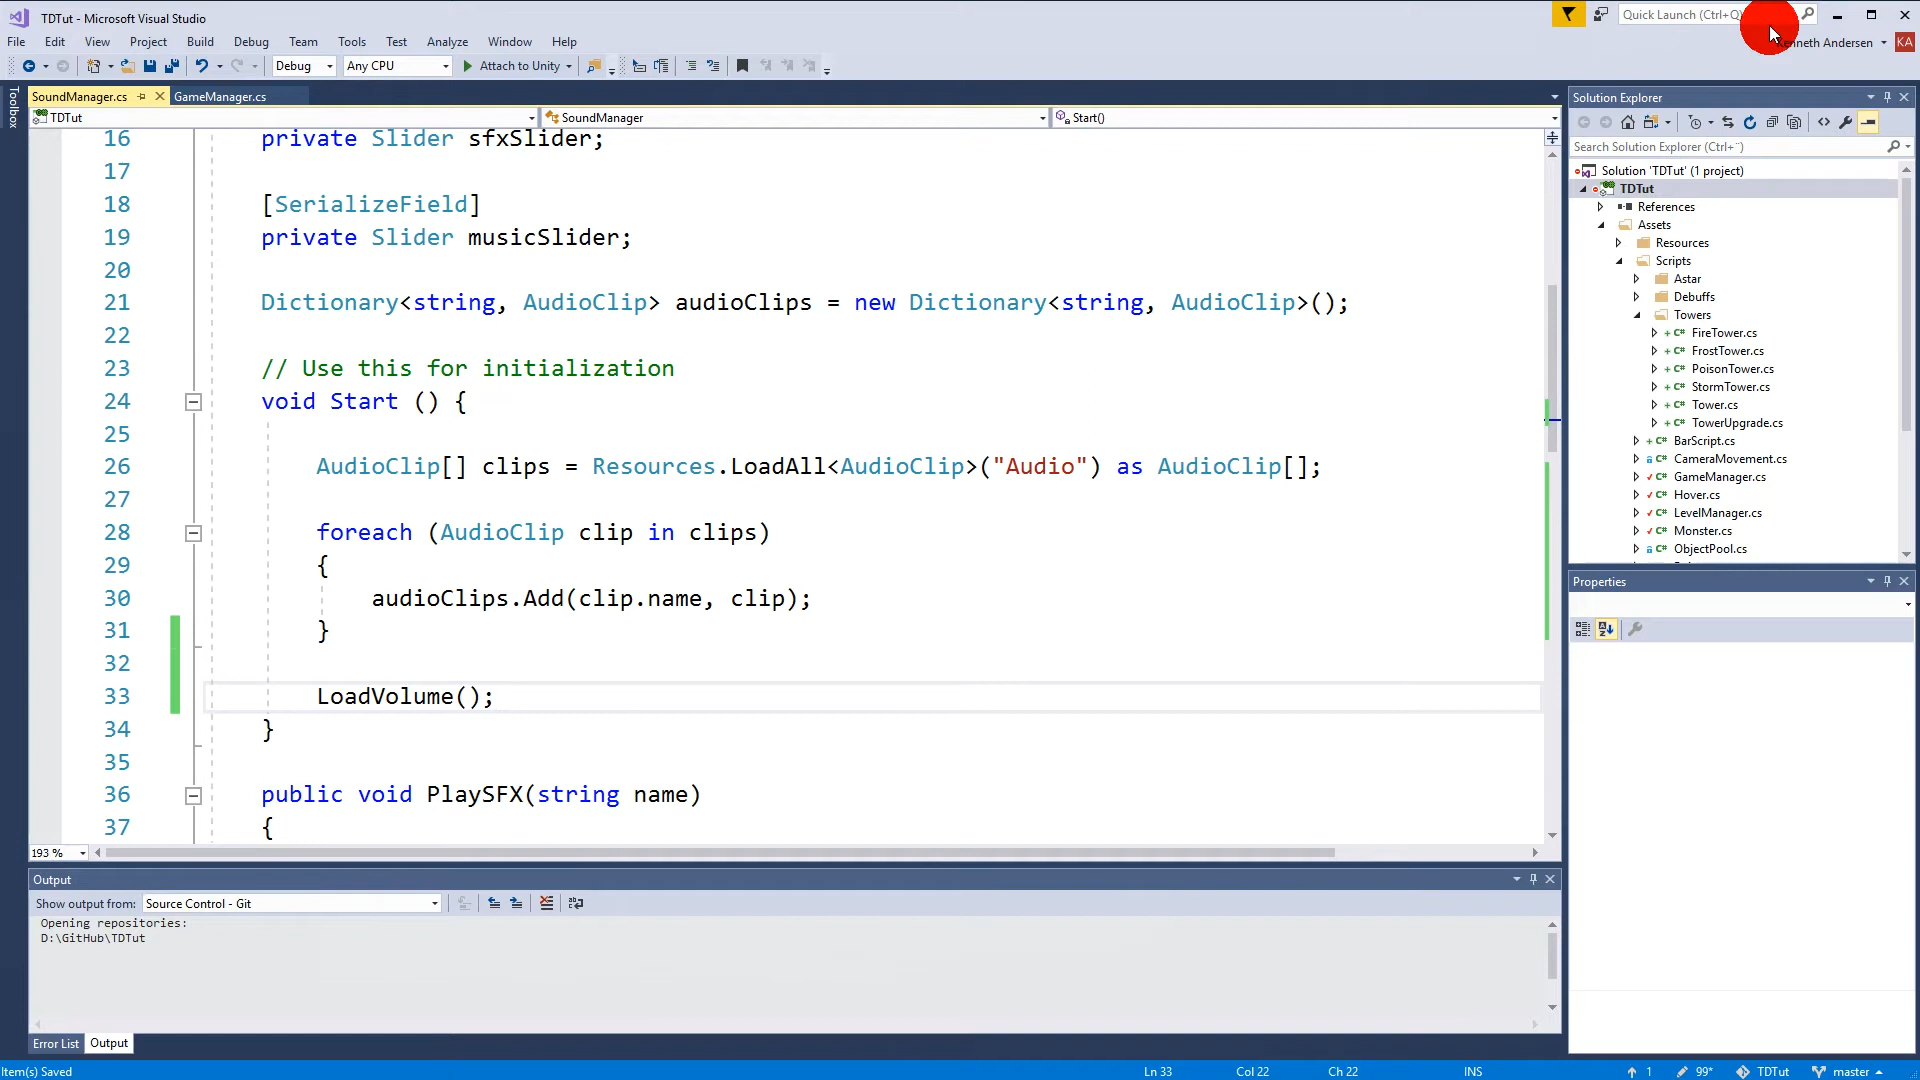 TDTut - Microsoft Visual Studio
Quick Launch (Ctrl+Q)
File Edit View Project Build Debug Team Tools Test Analyze Window Help
enneth Andersen KA
Debug Any CPU Attach to Unity
Toolbox
SoundManager.cs GameManager.cs
TDTut SoundManager Start()
16 private Slider sfxSlider;
17
18 [SerializeField]
19 private Slider musicSlider;
20
21 Dictionary<string, AudioClip> audioClips = new Dictionary<string, AudioClip>();
22
23 // Use this for initialization
24 void Start () {
25
26 AudioClip[] clips = Resources.LoadAll<AudioClip>("Audio") as AudioClip[];
27
28 foreach (AudioClip clip in clips)
29 {
30 audioClips.Add(clip.name, clip);
31 }
32
33 LoadVolume();
34 }
35
36 public void PlaySFX(string name)
37 {
193 %
Output
Show output from: Source Control - Git
Opening repositories:
D:\GitHub\TDTut
Error List Output
Solution Explorer
Search Solution Explorer (Ctrl+¨)
Solution 'TDTut' (1 project)
TDTut
References
Assets
Resources
Scripts
Astar
Debuffs
Towers
C# FireTower.cs
C# FrostTower.cs
C# PoisonTower.cs
C# StormTower.cs
C# Tower.cs
C# TowerUpgrade.cs
C# BarScript.cs
C# CameraMovement.cs
C# GameManager.cs
C# Hover.cs
C# LevelManager.cs
C# Monster.cs
C# ObjectPool.cs
Properties
Item(s) Saved Ln 33 Col 22 Ch 22 INS 1 99* TDTut master